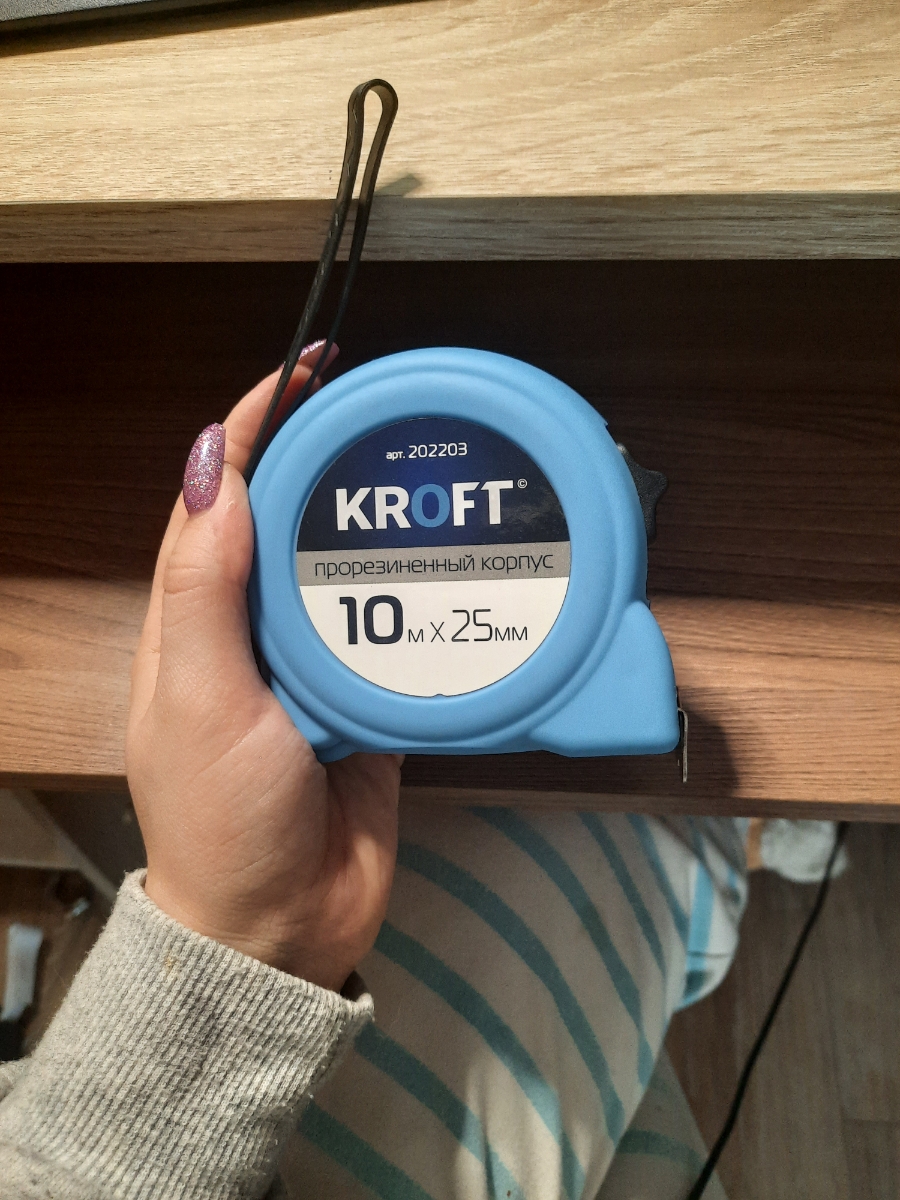 арт. 202203
KROFT©
прорезиненный корпус
10м X 25мм